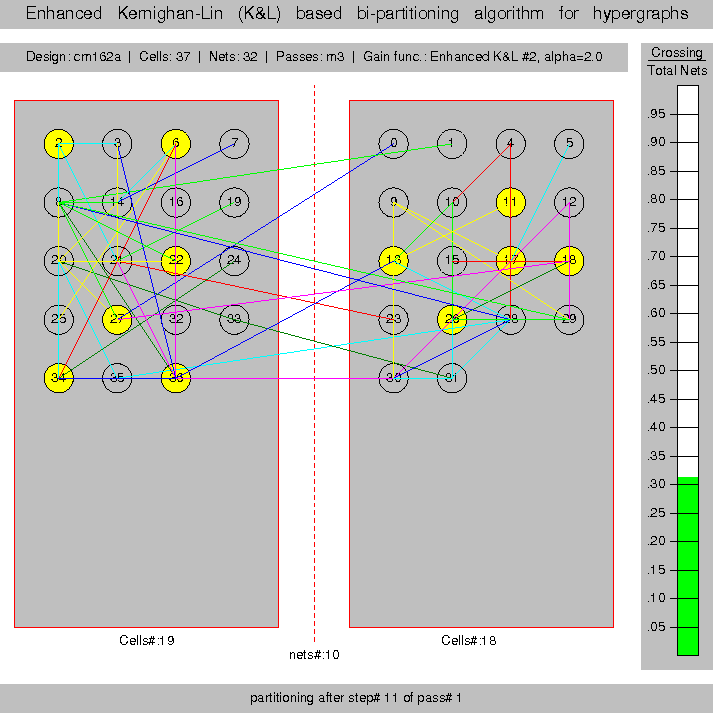 Enhanced Kernighan-Lin (K&L) based bi-partitioning algorithm for hypergraphs
Design: cm162a | Cells: 37 | Nets: 32 | Passes: m3 | Gain func.: Enhanced K&L #2, alpha=2.0
Crossing
Total Nets
2 3 6 7 0 1 4 5
14 16 19 9 11 12
20 21 22 24 13 15 17 18
25 27 32 33 23 26 28 29
34 35 36 30 31
.95
.90
.85
.80
.75
.70
.65
.60
.55
.50
.45
.40
.35
.30
.25
.20
.15
.10
.05
Cells#:19
Cells#:18
nets#:10
partitioning after step# 11 of pass# 1